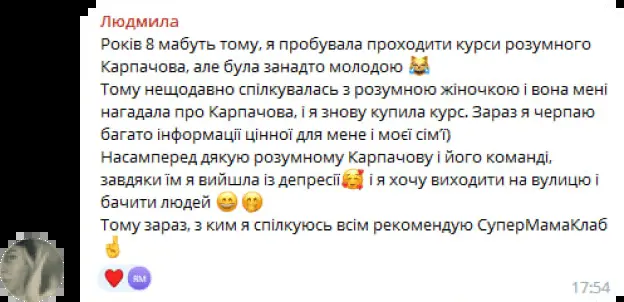 Людмила
Років 8 мабуть тому, я пробувала проходити курси розумного
Карпачова, але була занадто молодою 😹
Тому нещодавно спілкувалась з розумною жіночкою і вона мені
нагадала про Карпачова, і я знову купила курс. Зараз я черпаю
багато інформації цінної для мене і моєї сім'ї)
Насамперед дякую розумному Карпачову і його команді,
завдяки їм я вийшла із депресії🥰 і я хочу виходити на вулицю і
бачити людей 😄🤭
Тому зараз, з ким я спілкуюсь всім рекомендую СуперМамаКлаб
🤞
❤️ RM
17:54